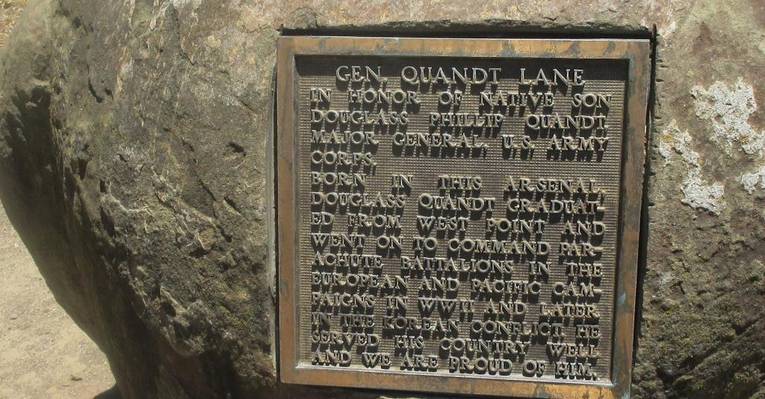 GEN. QUANDT LANE
IN HONOR OF NATIVE SON
DOUGLASS PHILLIP QUANDT,
MAJOR GENERAL, U.S. ARMY
CORPS.
BORN IN THIS ARSENAL,
DOUGLASS QUANDT GRADUAT-
ED FROM WEST POINT AND
WENT ON TO COMMAND PAR-
ACHUTE BATTALIONS IN THE
EUROPEAN AND PACIFIC CAM-
PAIGNS IN WW II AND LATER
IN THE KOREAN CONFLICT. HE
SERVED HIS COUNTRY WELL
AND WE ARE PROUD OF HIM.